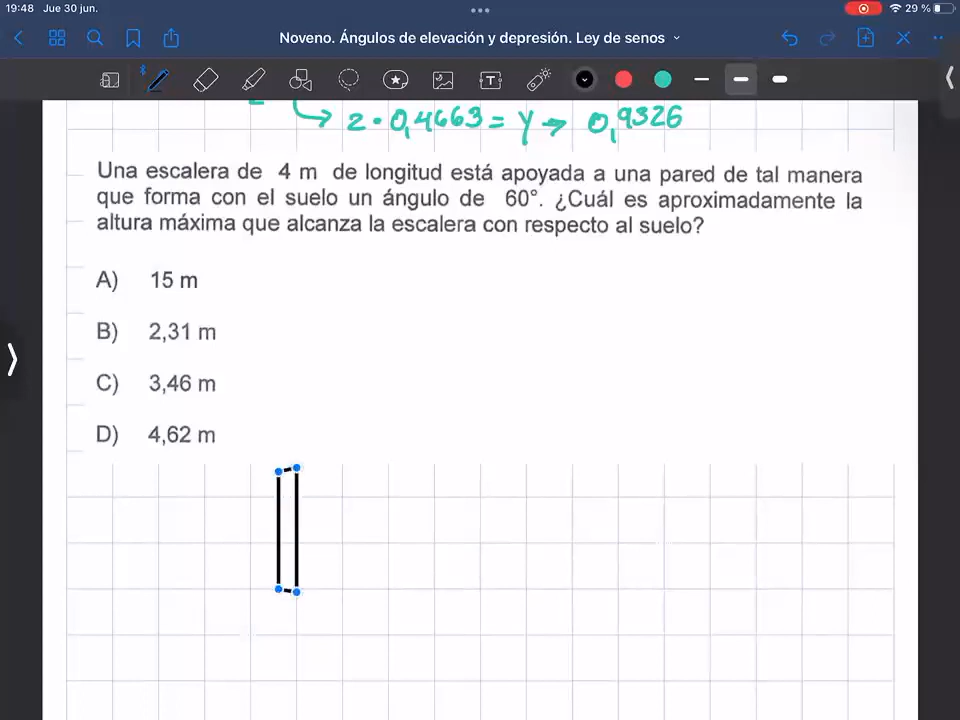 19:48 Jue 30 jun. 29 %
Noveno. Ángulos de elevación y depresión. Ley de senos
2 · 0,4663 = y → 0,9326
Una escalera de 4 m de longitud está apoyada a una pared de tal manera
que forma con el suelo un ángulo de 60°. ¿Cuál es aproximadamente la
altura máxima que alcanza la escalera con respecto al suelo?
A) 15 m
B) 2,31 m
C) 3,46 m
D) 4,62 m